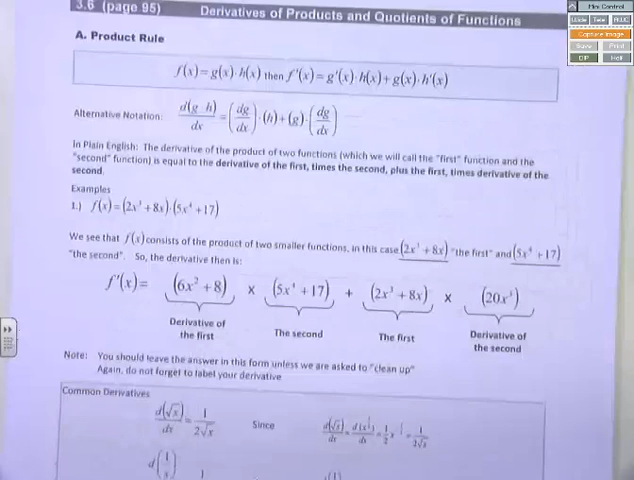 3.6 (page 95) Derivatives of Products and Quotients of Functions
A. Product Rule
f(x)=g(x)·h(x) then f'(x)=g'(x)·h(x)+g(x)·h'(x)
Alternative Notation: d(g h)/dx = (dg/dx)·(h)+(g)·(dg/dx)
In Plain English: The derivative of the product of two functions (which we will call the "first" function and the
"second" function) is equal to the derivative of the first, times the second, plus the first, times derivative of the
second.
Examples
1.) f(x)=(2x³+8x)·(5x⁴+17)
We see that f(x) consists of the product of two smaller functions, in this case (2x³+8x) "the first" and (5x⁴+17)
"the second". So, the derivative then is:
f'(x)= (6x²+8) x (5x⁴+17) + (2x³+8x) x (20x³)
Derivative of the first The second The first Derivative of the second
Note: You should leave the answer in this form unless we are asked to "clean up"
Again, do not forget to label your derivative
Common Derivatives
d(√x)/dx = 1/2√x Since d(√x)/dx =
Capture Image
Save Print